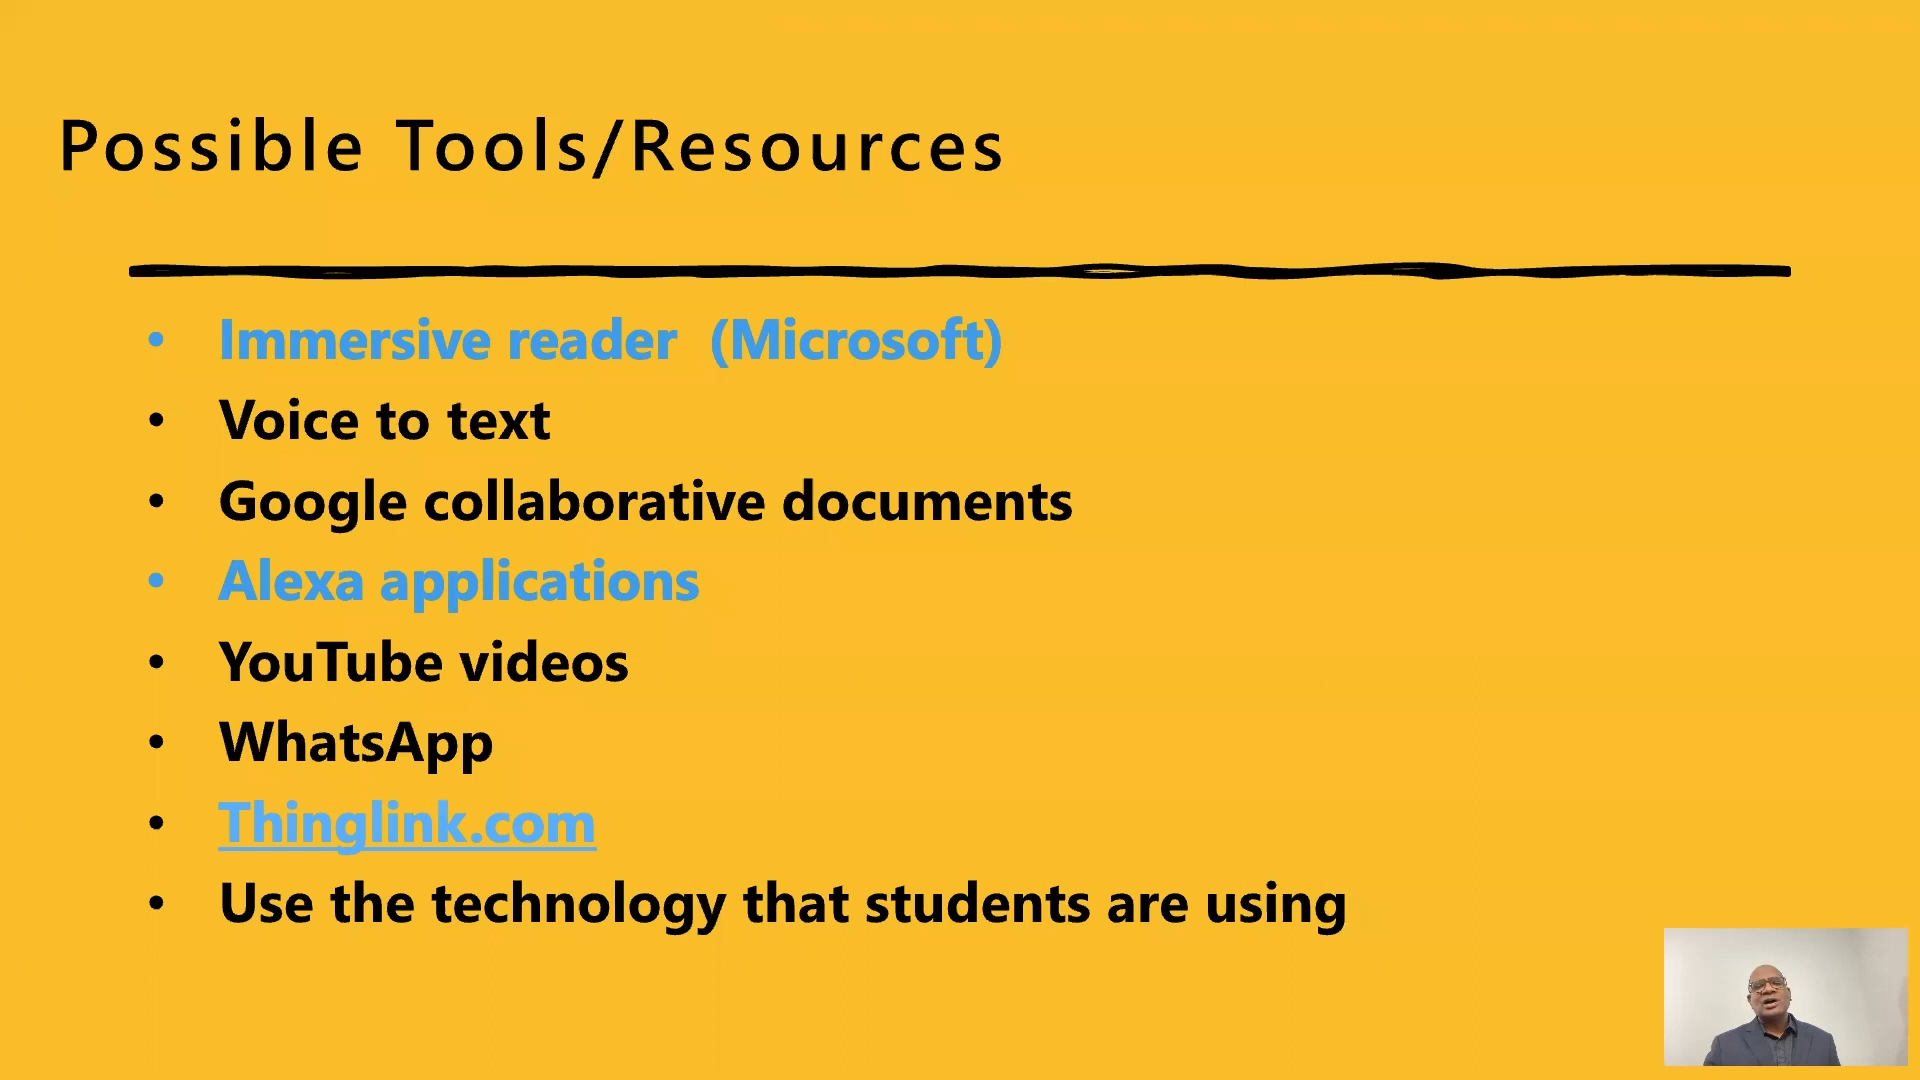 Possible Tools/Resources
• Immersive reader (Microsoft)
• Voice to text
• Google collaborative documents
• Alexa applications
• YouTube videos
• WhatsApp
• Thinglink.com
• Use the technology that students are using